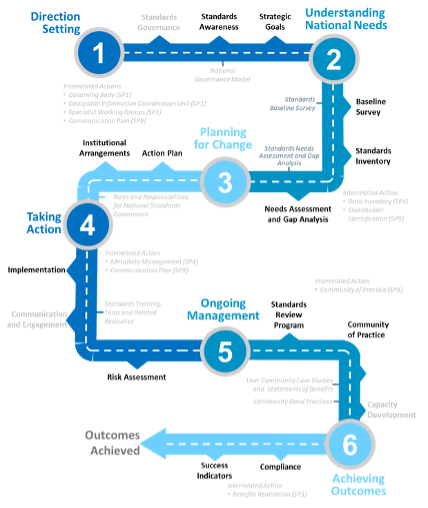 Direction
Setting
1
Standards
Governance
Standards
Awareness
Strategic
Goals
Understanding
National Needs
2
National
Governance Model
Interrelated Actions
• Governing Body (SP1)
• Geospatial Information Coordination Unit (SP1)
• Specialist Working Groups (SP1)
• Communication Plan (SP9)
Standards
Baseline Survey
Baseline
Survey
Planning
for Change
3
Institutional
Arrangements
Action Plan
Standards Needs
Assessment and Gap
Analysis
Standards
Inventory
Roles and Responsibilities
for National Standards
Governance
Needs Assessment
and Gap Analysis
Interrelated Action
• Data Inventory (SP4)
• Stakeholder
Identification (SP9)
Taking
Action
4
Interrelated Action
• Metadata Management (SP4)
• Communication Plan (SP9)
Implementation
Communication
and Engagement
Standards Training,
Tools and Related
Resources
Risk Assessment
Ongoing
Management
5
Standards
Review
Program
Interrelated Action
• Community of Practice (SP8)
Community
of Practice
User Community Case Studies
and Statements of Benefits
Community Good Practices
Capacity
Development
Outcomes
Achieved
6
Achieving
Outcomes
Success
Indicators
Compliance
Interrelated Action
• Benefits Realisation (SP3)